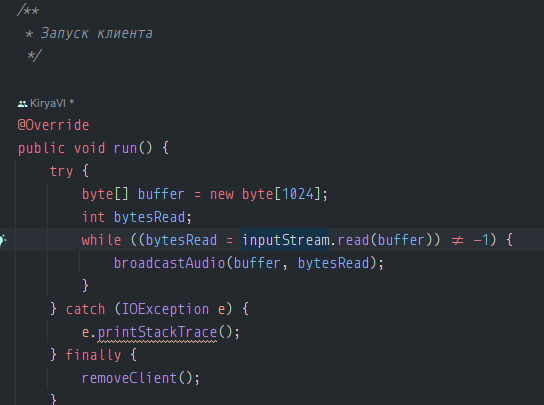 /**
* Запуск клиента
*/
KiryaVl *
@Override
public void run() {
try {
byte[] buffer = new byte[1024];
int bytesRead;
while ((bytesRead = inputStream.read(buffer)) ≠ -1) {
broadcastAudio(buffer, bytesRead);
}
} catch (IOException e) {
e.printStackTrace();
} finally {
removeClient();
}